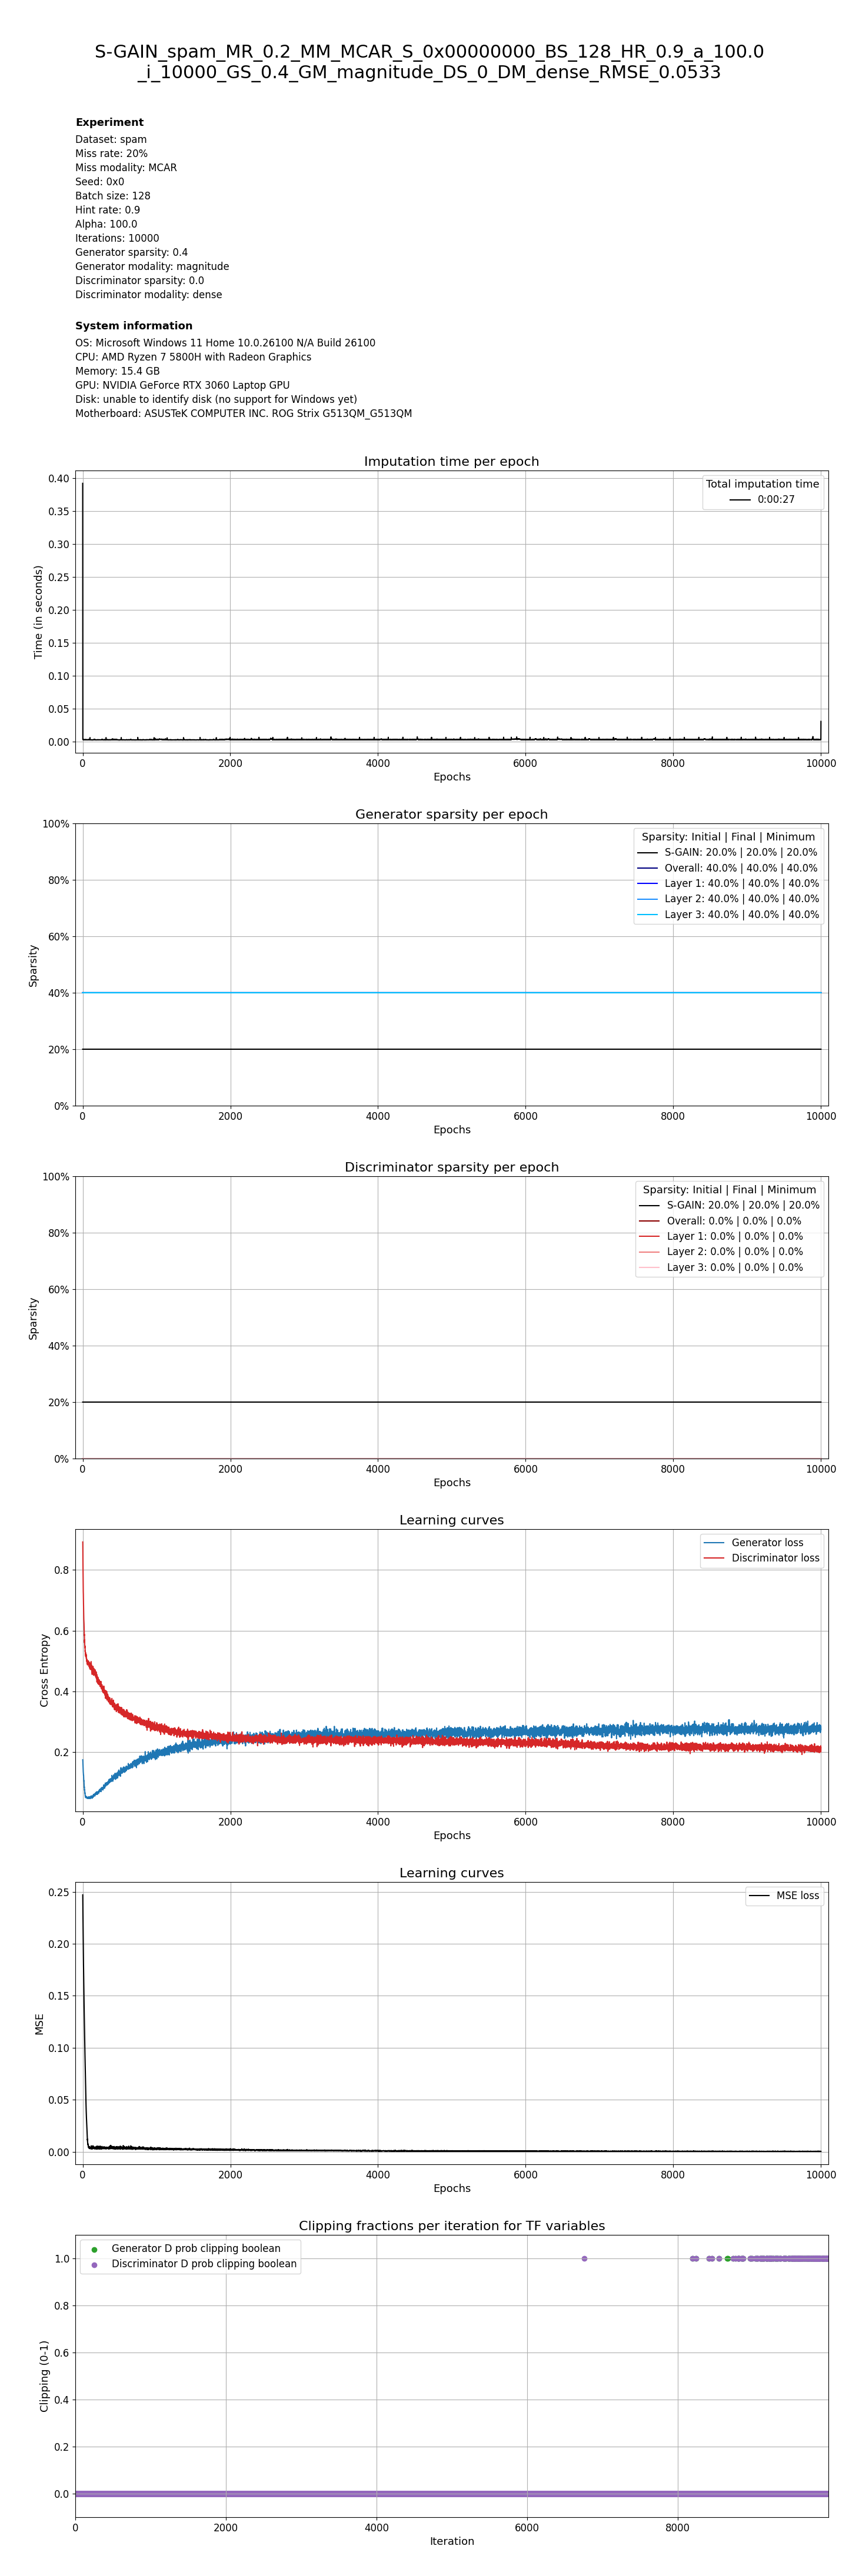 S-GAIN_spam_MR_0.2_MM_MCAR_S_0x00000000_BS_128_HR_0.9_a_100.0
_i_10000_GS_0.4_GM_magnitude_DS_0_DM_dense_RMSE_0.0533
Experiment
Dataset: spam
Miss rate: 20%
Miss modality: MCAR
Seed: 0x0
Batch size: 128
Hint rate: 0.9
Alpha: 100.0
Iterations: 10000
Generator sparsity: 0.4
Generator modality: magnitude
Discriminator sparsity: 0.0
Discriminator modality: dense
System information
OS: Microsoft Windows 11 Home 10.0.26100 N/A Build 26100
CPU: AMD Ryzen 7 5800H with Radeon Graphics
Memory: 15.4 GB
GPU: NVIDIA GeForce RTX 3060 Laptop GPU
Disk: unable to identify disk (no support for Windows yet)
Motherboard: ASUSTeK COMPUTER INC. ROG Strix G513QM_G513QM
Imputation time per epoch
Total imputation time
0:00:27
Time (in seconds)
0.40
0.35
0.30
0.25
0.20
0.15
0.10
0.05
0.00
0 2000 4000 6000 8000 10000
Epochs
Generator sparsity per epoch
Sparsity: Initial | Final | Minimum
S-GAIN: 20.0% | 20.0% | 20.0%
Overall: 40.0% | 40.0% | 40.0%
Layer 1: 40.0% | 40.0% | 40.0%
Layer 2: 40.0% | 40.0% | 40.0%
Layer 3: 40.0% | 40.0% | 40.0%
Sparsity
100%
80%
60%
40%
20%
0%
0 2000 4000 6000 8000 10000
Epochs
Discriminator sparsity per epoch
Sparsity: Initial | Final | Minimum
S-GAIN: 20.0% | 20.0% | 20.0%
Overall: 0.0% | 0.0% | 0.0%
Layer 1: 0.0% | 0.0% | 0.0%
Layer 2: 0.0% | 0.0% | 0.0%
Layer 3: 0.0% | 0.0% | 0.0%
Sparsity
100%
80%
60%
40%
20%
0%
0 2000 4000 6000 8000 10000
Epochs
Learning curves
Generator loss
Discriminator loss
Cross Entropy
0.8
0.6
0.4
0.2
0 2000 4000 6000 8000 10000
Epochs
Learning curves
MSE loss
MSE
0.25
0.20
0.15
0.10
0.05
0.00
0 2000 4000 6000 8000 10000
Epochs
Clipping fractions per iteration for TF variables
Generator D prob clipping boolean
Discriminator D prob clipping boolean
Clipping (0-1)
1.0
0.8
0.6
0.4
0.2
0.0
0 2000 4000 6000 8000
Iteration